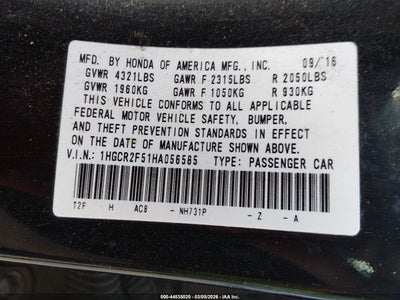 MFD. BY HONDA OF AMERICA MFG., INC. 09/'16
GVWR 4321LBS GAWR F 2315LBS R 2050LBS
GVWR 1960KG GAWR F 1050KG R 930KG
THIS VEHICLE CONFORMS TO ALL APPLICABLE
FEDERAL MOTOR VEHICLE SAFETY, BUMPER,
AND THEFT PREVENTION STANDARDS IN EFFECT
ON THE DATE OF MANUFACTURE SHOWN ABOVE.
V.I.N.: 1HGCR2F51HA056585 TYPE: PASSENGER CAR
T2F - H AC8 - NH731P - Z - A
000-44535020 - 03/05/2026 - IAA Inc.